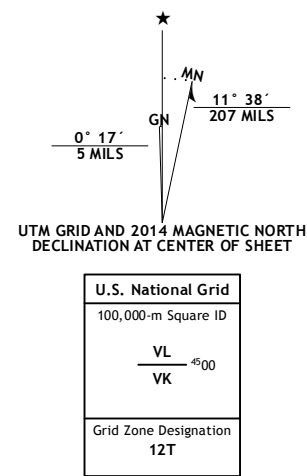 ★
MN
GN
11° 38´
207 MILS
0° 17´
5 MILS
UTM GRID AND 2014 MAGNETIC NORTH
DECLINATION AT CENTER OF SHEET
U.S. National Grid
100,000-m Square ID
VL
4500
VK
Grid Zone Designation
12T